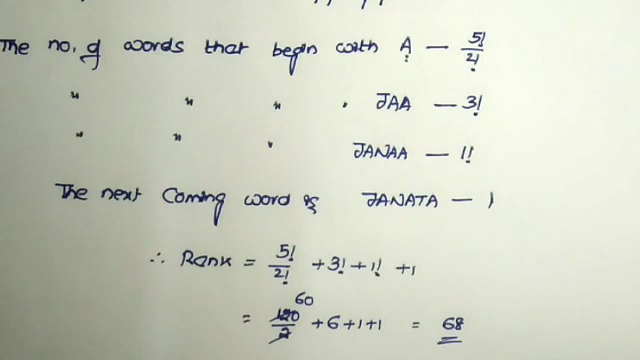 The no. of words that begin with A — 5!/2!
" " " " JAA — 3!
" " " JANAA — 1!
The next Coming word is JANATA — 1
∴ Rank = 5!/2! + 3! + 1! + 1
= 120/2 60 + 6 + 1 + 1 = 68